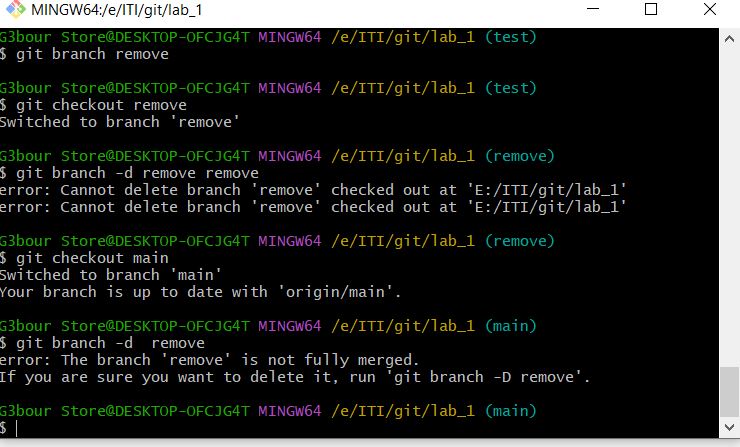 MINGW64:/e/ITI/git/lab_1
G3bour Store@DESKTOP-OFCJG4T MINGW64 /e/ITI/git/lab_1 (test)
$ git branch remove
G3bour Store@DESKTOP-OFCJG4T MINGW64 /e/ITI/git/lab_1 (test)
$ git checkout remove
Switched to branch 'remove'
G3bour Store@DESKTOP-OFCJG4T MINGW64 /e/ITI/git/lab_1 (remove)
$ git branch -d remove remove
error: Cannot delete branch 'remove' checked out at 'E:/ITI/git/lab_1'
error: Cannot delete branch 'remove' checked out at 'E:/ITI/git/lab_1'
G3bour Store@DESKTOP-OFCJG4T MINGW64 /e/ITI/git/lab_1 (remove)
$ git checkout main
Switched to branch 'main'
Your branch is up to date with 'origin/main'.
G3bour Store@DESKTOP-OFCJG4T MINGW64 /e/ITI/git/lab_1 (main)
$ git branch -d  remove
error: The branch 'remove' is not fully merged.
If you are sure you want to delete it, run 'git branch -D remove'.
G3bour Store@DESKTOP-OFCJG4T MINGW64 /e/ITI/git/lab_1 (main)
$